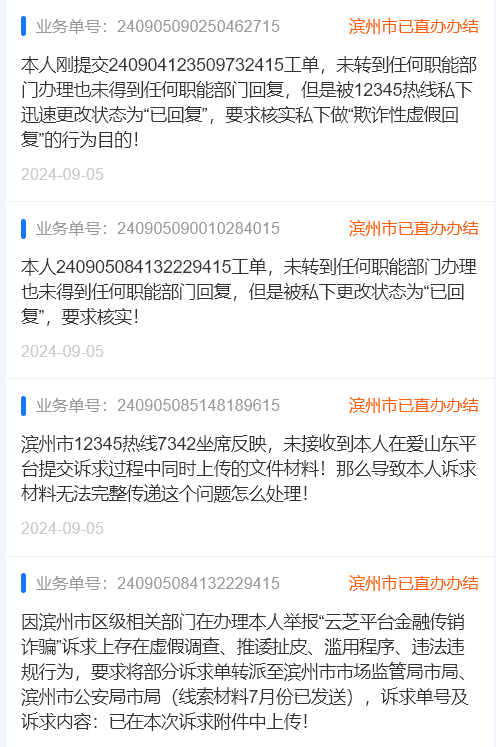 业务单号：240905090250462715 滨州市已直办办结
本人刚提交240904123509732415工单，未转到任何职能部
门办理也未得到任何职能部门回复，但是被12345热线私下
迅速更改状态为“已回复”，要求核实私下做“欺诈性虚假回
复”的行为目的！
2024-09-05
业务单号：240905090010284015 滨州市已直办办结
本人240905084132229415工单，未转到任何职能部门办理
也未得到任何职能部门回复，但是被私下更改状态为“已回
复”，要求核实！
2024-09-05
业务单号：240905085148189615 滨州市已直办办结
滨州市12345热线7342坐席反映，未接收到本人在爱山东平
台提交诉求过程中同时上传的文件材料！那么导致本人诉求
材料无法完整传递这个问题怎么处理！
2024-09-05
业务单号：240905084132229415 滨州市已直办办结
因滨州市区级相关部门在办理本人举报“云芝平台金融传销
诈骗”诉求上存在虚假调查、推诿扯皮、滥用程序、违法违
规行为，要求将部分诉求单转派至滨州市市场监管局市局、
滨州市公安局市局（线索材料7月份已发送），诉求单号及
诉求内容：已在本次诉求附件中上传！